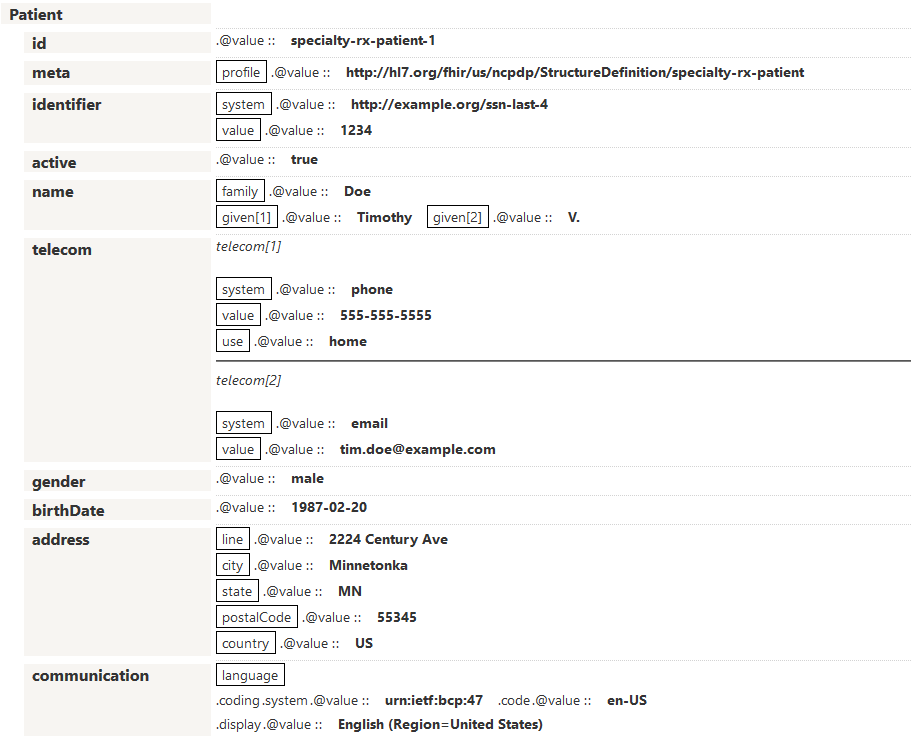 Patient
id .@value :: specialty-rx-patient-1
meta profile .@value :: http://hl7.org/fhir/us/ncpdp/StructureDefinition/specialty-rx-patient
identifier system .@value :: http://example.org/ssn-last-4
value .@value :: 1234
active .@value :: true
name family .@value :: Doe
given[1] .@value :: Timothy given[2] .@value :: V.
telecom telecom[1]
system .@value :: phone
value .@value :: 555-555-5555
use .@value :: home
telecom[2]
system .@value :: email
value .@value :: tim.doe@example.com
gender .@value :: male
birthDate .@value :: 1987-02-20
address line .@value :: 2224 Century Ave
city .@value :: Minnetonka
state .@value :: MN
postalCode .@value :: 55345
country .@value :: US
communication language
.coding.system.@value :: urn:ietf:bcp:47 .code.@value :: en-US
.display.@value :: English (Region=United States)